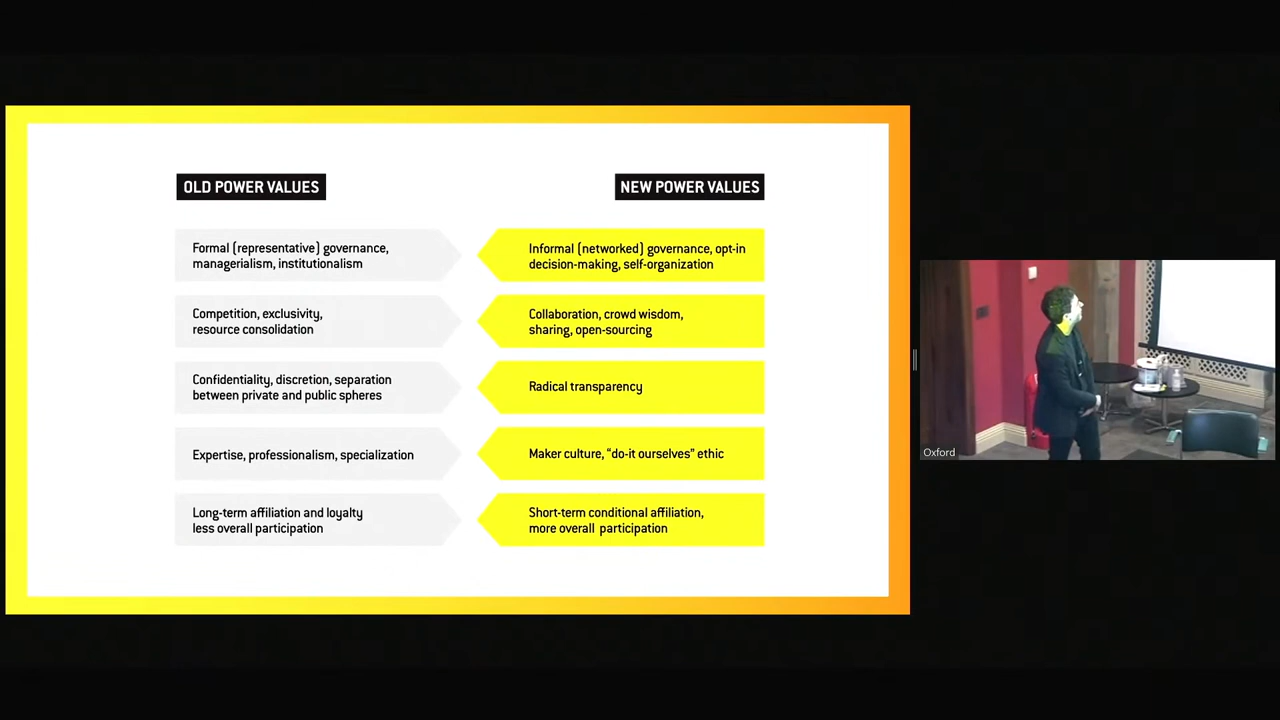 OLD POWER VALUES
NEW POWER VALUES
Formal (representative) governance,
managerialism, institutionalism
Informal (networked) governance, opt-in
decision-making, self-organization
Competition, exclusivity,
resource consolidation
Collaboration, crowd wisdom,
sharing, open-sourcing
Confidentiality, discretion, separation
between private and public spheres
Radical transparency
Expertise, professionalism, specialization
Maker culture, “do-it ourselves” ethic
Long-term affiliation and loyalty
less overall participation
Short-term conditional affiliation,
more overall participation
Oxford